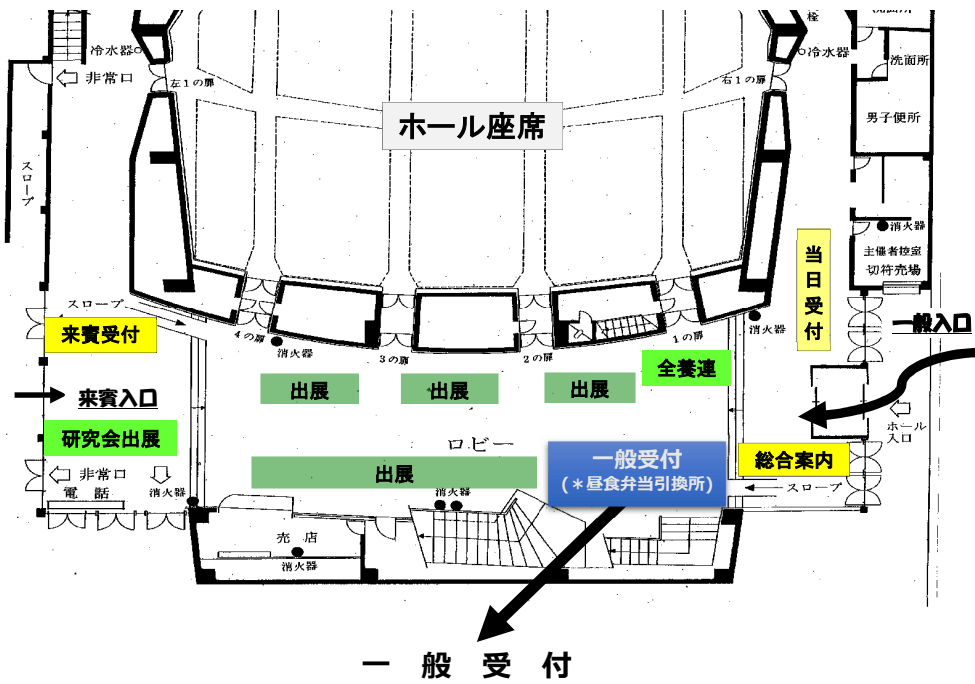 洗面所
栓
冷水器
冷水器
洗面所
非常口
左1の扉
右1の扉
ホール座席
男子便所
スロープ
消火器
主催者控室
切符売場
当日受付
スロープ
来賓受付
4の扉
消火器
3の扉
2の扉
1の扉
消火器
一般入口
全養連
出展
出展
出展
来賓入口
ホール
入口
研究会出展
ロビー
一般受付
(*昼食弁当引換所)
総合案内
出展
非常口
電話
消火器
消火器
スロープ
売店
消火器
一般受付